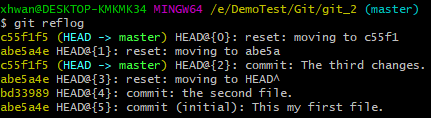 xhwan@DESKTOP-KMKMK34 MINGW64 /e/DemoTest/Git/git_2 (master)
$ git reflog
c55f1f5 (HEAD -> master) HEAD@{0}: reset: moving to c55f1
abe5a4e HEAD@{1}: reset: moving to abe5a
c55f1f5 (HEAD -> master) HEAD@{2}: commit: The third changes.
abe5a4e HEAD@{3}: reset: moving to HEAD^
bd33989 HEAD@{4}: commit: the second file.
abe5a4e HEAD@{5}: commit (initial): This my first file.